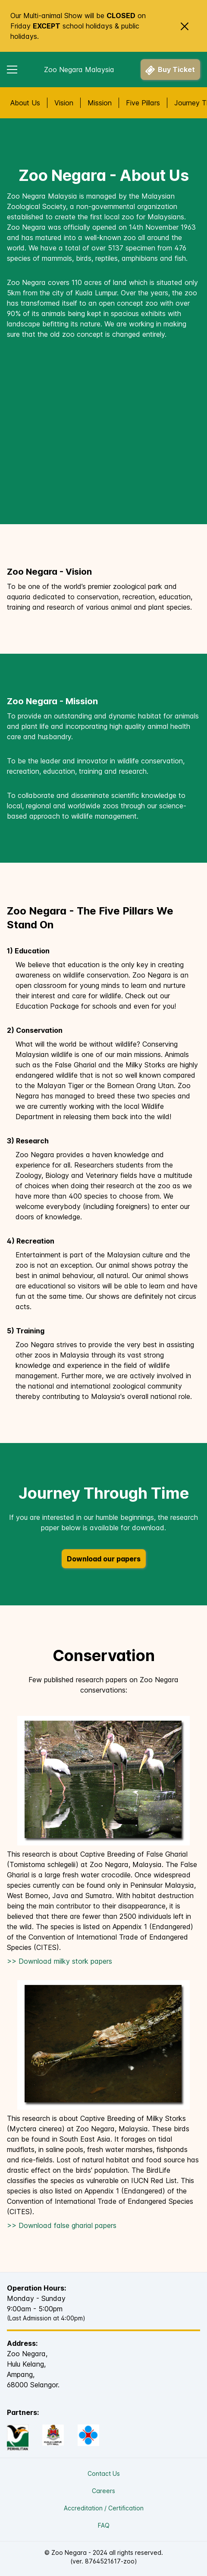 Our Multi-animal Show will be CLOSED on
Friday EXCEPT school holidays & public
holidays.
Zoo Negara Malaysia
Buy Ticket
About Us
Vision
Mission
Five Pillars
Journey T
Zoo Negara - About Us
Zoo Negara Malaysia is managed by the Malaysian
Zoological Society, a non-governmental organization
established to create the first local zoo for Malaysians.
Zoo Negara was officially opened on 14th November 1963
and has matured into a well-known zoo all around the
world. We have a total of over 5137 specimen from 476
species of mammals, birds, reptiles, amphibians and fish.
Zoo Negara covers 110 acres of land which is situated only
5km from the city of Kuala Lumpur. Over the years, the zoo
has transformed itself to an open concept zoo with over
90% of its animals being kept in spacious exhibits with
landscape befitting its nature. We are working in making
sure that the old zoo concept is changed entirely.
Zoo Negara - Vision
To be one of the world's premier zoological park and
aquaria dedicated to conservation, recreation, education,
training and research of various animal and plant species.
Zoo Negara - Mission
To provide an outstanding and dynamic habitat for animals
and plant life and incorporating high quality animal health
care and husbandry.
To be the leader and innovator in wildlife conservation,
recreation, education, training and research.
To collaborate and disseminate scientific knowledge to
local, regional and worldwide zoos through our science-
based approach to wildlife management.
Zoo Negara - The Five Pillars We
Stand On
1) Education
We believe that education is the only key in creating
awareness on wildlife conservation. Zoo Negara is an
open classroom for young minds to learn and nurture
their interest and care for wildlife. Check out our
Education Package for schools and even for you!
2) Conservation
What will the world be without wildlife? Conserving
Malaysian wildlife is one of our main missions. Animals
such as the False Gharial and the Milky Storks are highly
endangered wildlife that is not so well known compared
to the Malayan Tiger or the Bornean Orang Utan. Zoo
Negara has managed to breed these two species and
we are currently working with the local Wildlife
Department in releasing them back into the wild!
3) Research
Zoo Negara provides a haven knowledge and
experience for all. Researchers students from the
Zoology, Biology and Veterinary fields have a multitude
of choices when doing their research at the zoo as we
have more than 400 species to choose from. We
welcome everybody (including foreigners) to enter our
doors of knowledge.
4) Recreation
Entertainment is part of the Malaysian culture and the
zoo is not an exception. Our animal shows potray the
best in animal behaviour, all natural. Our animal shows
are educational so visitors will be able to learn and have
fun at the same time. Our shows are definitely not circus
acts.
5) Training
Zoo Negara strives to provide the very best in assisting
other zoos in Malaysia through its vast strong
knowledge and experience in the field of wildlife
management. Further more, we are actively involved in
the national and international zoological community
thereby contributing to Malaysia's overall national role.
Journey Through Time
If you are interested in our humble beginnings, the research
paper below is available for download.
Download our papers
Conservation
Few published research papers on Zoo Negara
conservations:
This research is about Captive Breeding of False Gharial
(Tomistoma schlegelii) at Zoo Negara, Malaysia. The False
Gharial is a large fresh water crocodile. Once widespread
species currently can be found only in Peninsular Malaysia,
West Borneo, Java and Sumatra. With habitat destruction
being the main contributor to their disappearance, it is
believed that there are fewer than 2500 individuals left in
the wild. The species is listed on Appendix 1 (Endangered)
of the Convention of International Trade of Endangered
Species (CITES).
>> Download milky stork papers
This research is about Captive Breeding of Milky Storks
(Myctera cinerea) at Zoo Negara, Malaysia. These birds
are found in South East Asia. It forages on tidal
mudflats, in saline pools, fresh water marshes, fishponds
and rice-fields. Lost of natural habitat and food source has
drastic effect on the birds' population. The BirdLife
classifies the species as vulnerable on IUCN Red List. This
species is also listed on Appendix 1 (Endangered) of the
Convention of International Trade of Endangered Species
(CITES).
>> Download false gharial papers
Operation Hours:
Monday - Sunday
9:00am - 5:00pm
(Last Admission at 4:00pm)
Address:
Zoo Negara,
Hulu Kelang,
Ampang,
68000 Selangor.
Partners:
Contact Us
Careers
Accreditation / Certification
FAQ
© Zoo Negara - 2024 all rights reserved.
(ver. 8764521617-zoo)